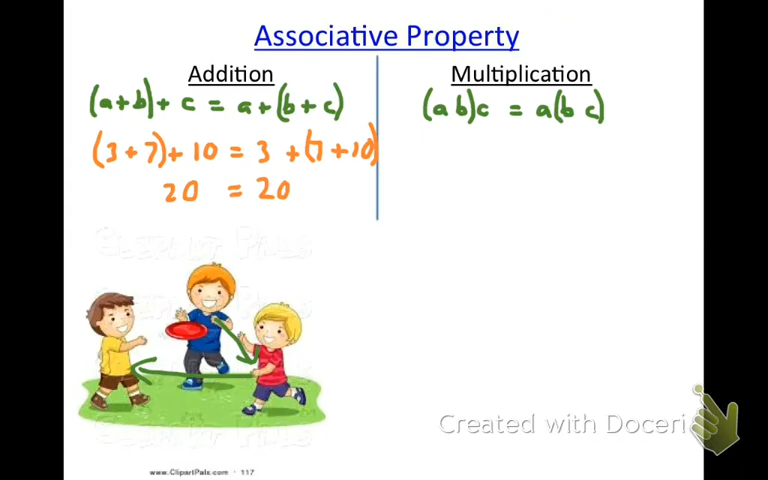 Associative Property
Addition
(a+b)+c = a+(b+c)
(3+7)+10 = 3+(7+10)
20 = 20
Multiplication
(ab)c = a(bc)
Created with Doceri
www.ClipartPals.com · 117